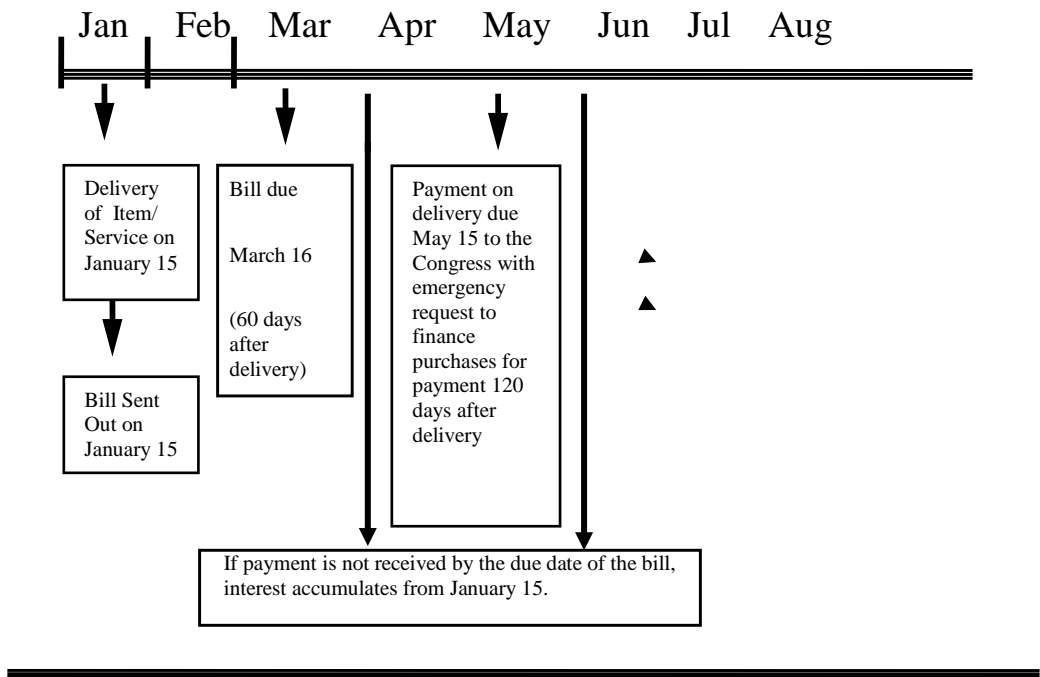 Jan Feb Mar Apr May Jun Jul Aug
Delivery
of Item/
Service on
January 15
Bill Sent
Out on
January 15
Bill due
March 16
(60 days
after
delivery)
Payment on
delivery due
May 15 to the
Congress with
emergency
request to
finance
purchases for
payment 120
days after
delivery
If payment is not received by the due date of the bill,
interest accumulates from January 15.